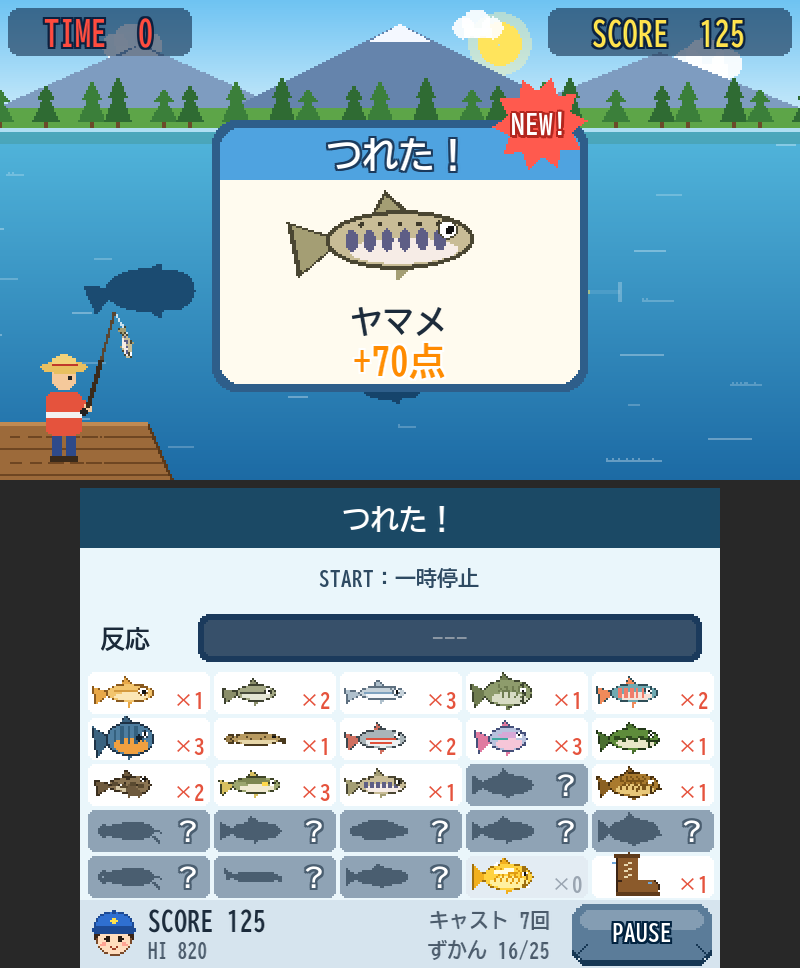 TIME 0
SCORE 125
NEW!
つれた！
ヤマメ
+70点
つれた！
START：一時停止
反応
---
×1 ×2 ×3 ×1 ×2
×3 ×1 ×2 ×3 ×1
×2 ×3 ×1 ? ×1
? ? ? ? ?
? ? ? ×0 ×1
SCORE 125
HI 820
キャスト 7回
ずかん 16/25
PAUSE